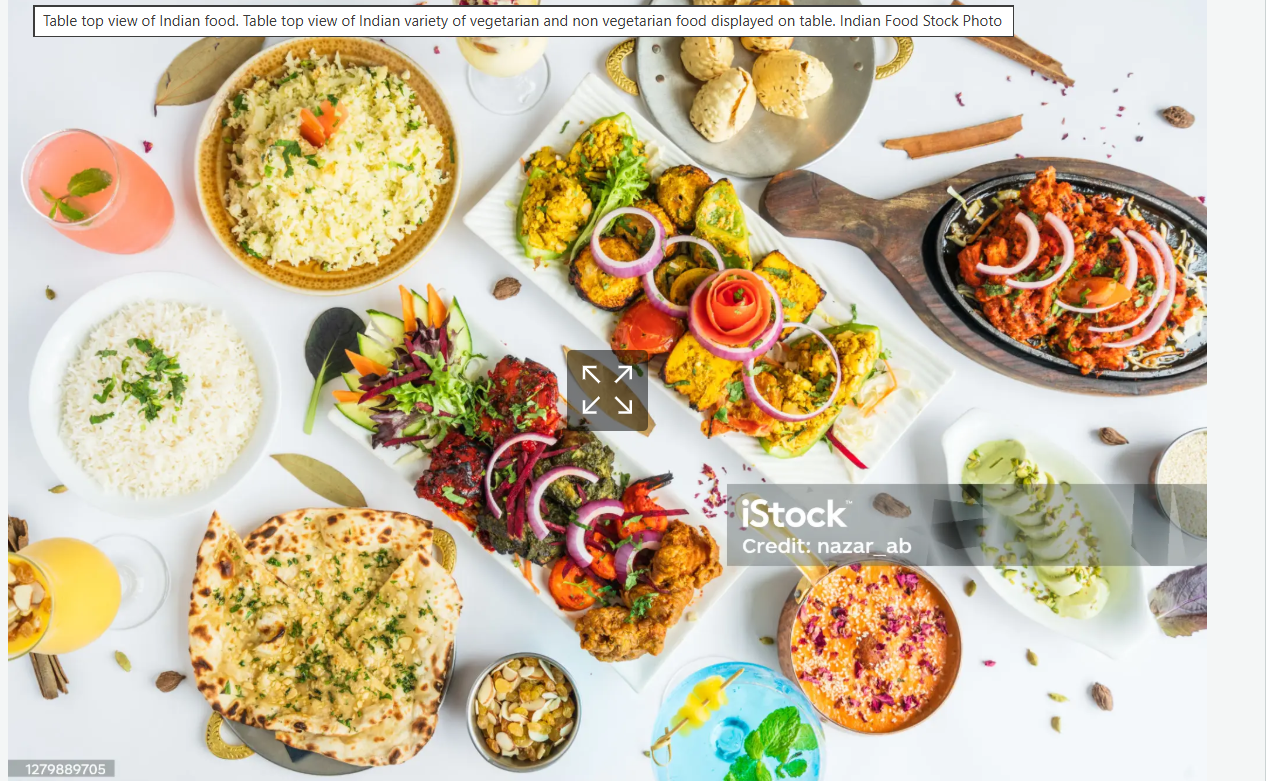 Table top view of Indian food. Table top view of Indian variety of vegetarian and non vegetarian food displayed on table. Indian Food Stock Photo
iStock™
Credit: nazar_ab
1279889705